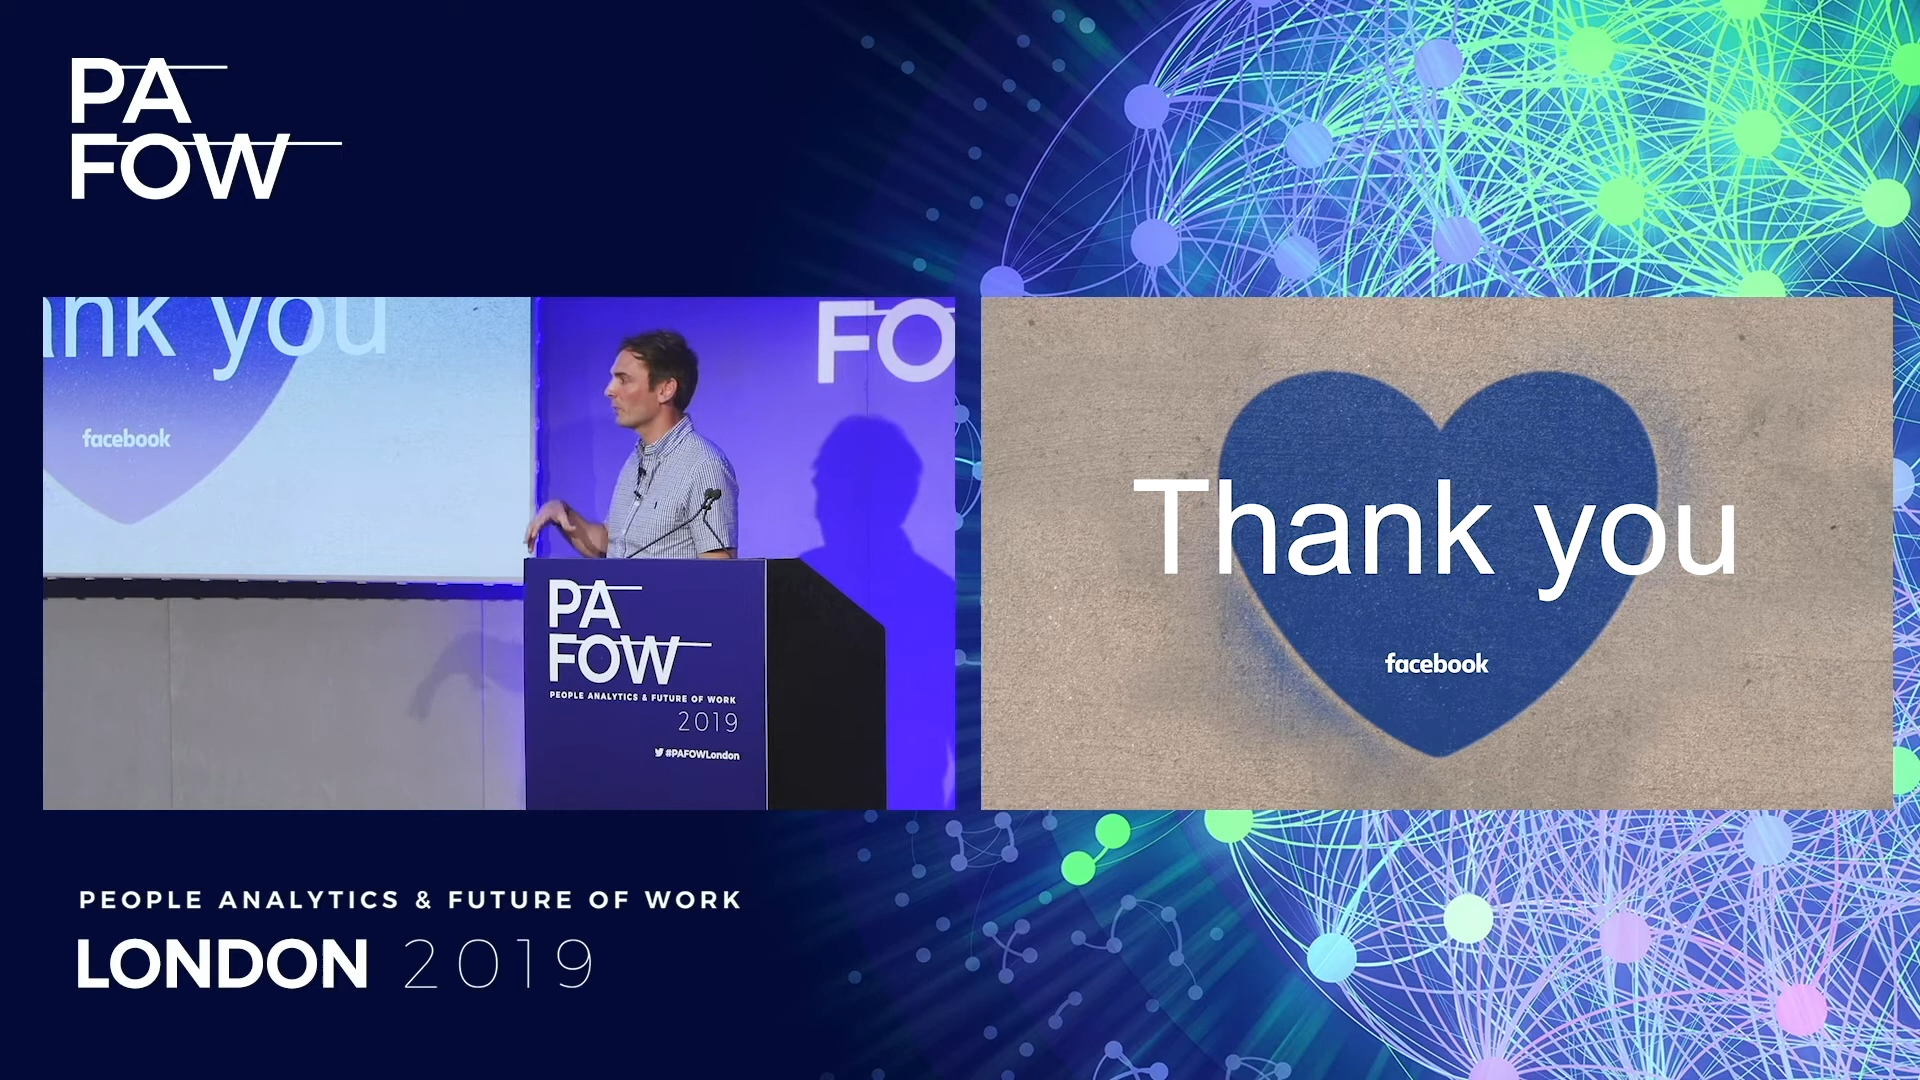 PA
FOW
ank you
facebook
FO
PA
FOW
PEOPLE ANALYTICS & FUTURE OF WORK
2019
#PAFOWLondon
Thank you
facebook
PEOPLE ANALYTICS & FUTURE OF WORK
LONDON 2019